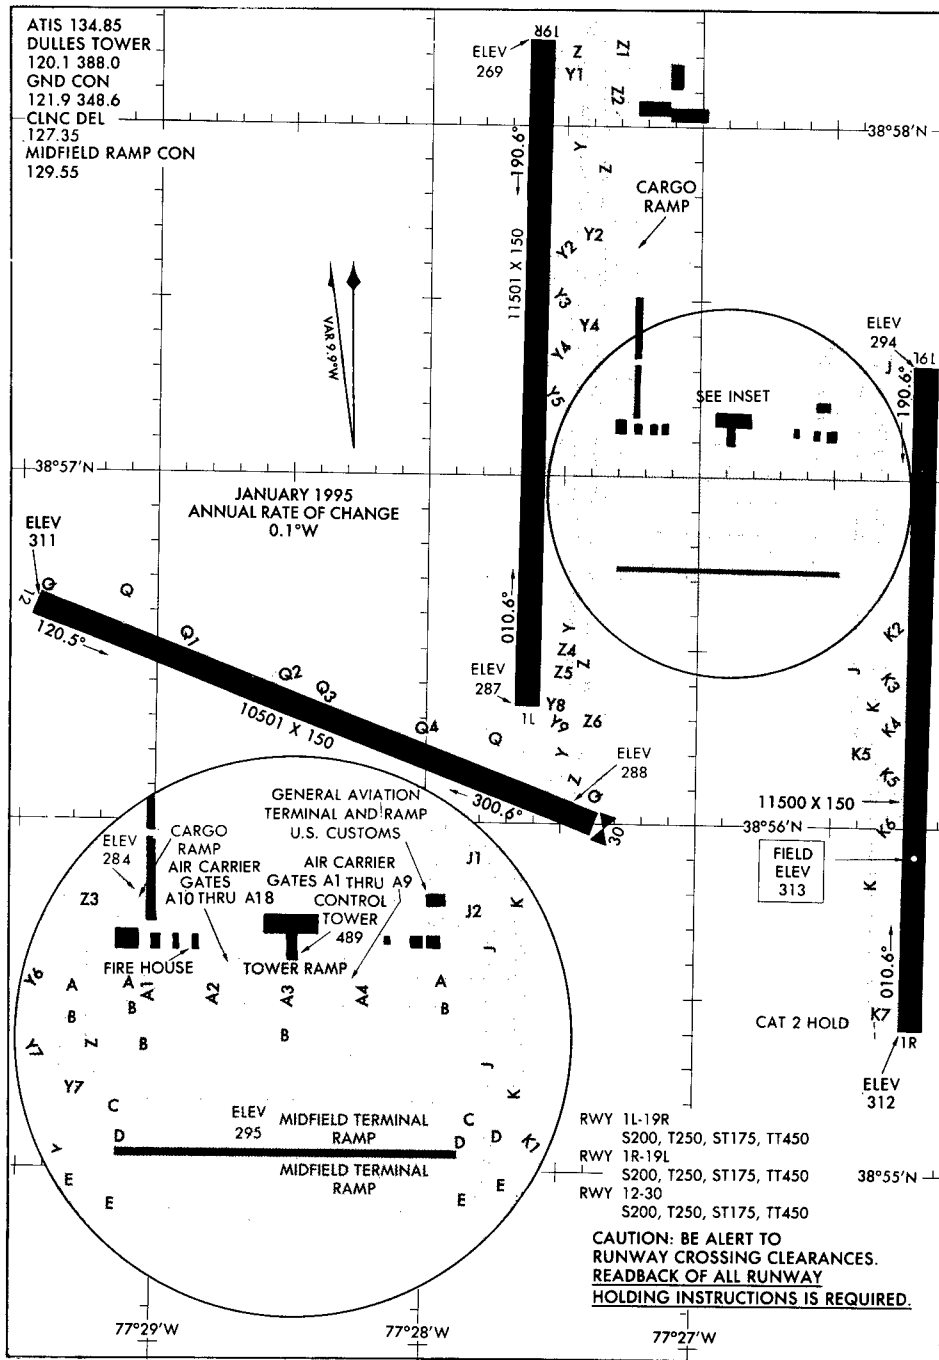 ATIS 134.85
DULLES TOWER
120.1 388.0
GND CON
121.9 348.6
CLNC DEL
127.35
MIDFIELD RAMP CON
129.55
ELEV
269
19R
Z
Z1
Y1
Z2
190.6°
Y
Z
38°58'N
CARGO
RAMP
Y2
Y2
11501 X 150
Y3
Y4
Y4
Y5
VAR 9.9°W
ELEV
294
J
19L
190.6°
SEE INSET
38°57'N
JANUARY 1995
ANNUAL RATE OF CHANGE
0.1°W
ELEV
311
12
Q
Q
120.5°
Q1
Q2
Q3
10501 X 150
Q4
Q
010.6°
Y
Z4
Z
Z5
ELEV
287
1L
Y8
Y9
Z6
Y
Z
ELEV
288
Q
300.6°
30
K2
J
K3
K
K4
K5
K5
11500 X 150
K6
38°56'N
FIELD
ELEV
313
K
010.6°
K7
CAT 2 HOLD
1R
ELEV
312
GENERAL AVIATION
TERMINAL AND RAMP
U.S. CUSTOMS
ELEV
284
CARGO
RAMP
AIR CARRIER
GATES
A10 THRU A18
AIR CARRIER
GATES A1 THRU A9
CONTROL
TOWER
489
J1
Z3
J2
K
FIRE HOUSE
TOWER RAMP
J
Y6
A
A
A1
A2
A3
A4
A
B
B
B
Z
B
B
J
Y7
K
C
ELEV
295
MIDFIELD TERMINAL
RAMP
C
D
D
D
K1
MIDFIELD TERMINAL
RAMP
Y
E
E
E
E
RWY 1L-19R
S200, T250, ST175, TT450
RWY 1R-19L
S200, T250, ST175, TT450
RWY 12-30
S200, T250, ST175, TT450
38°55'N
CAUTION: BE ALERT TO
RUNWAY CROSSING CLEARANCES.
READBACK OF ALL RUNWAY
HOLDING INSTRUCTIONS IS REQUIRED.
77°29'W
77°28'W
77°27'W